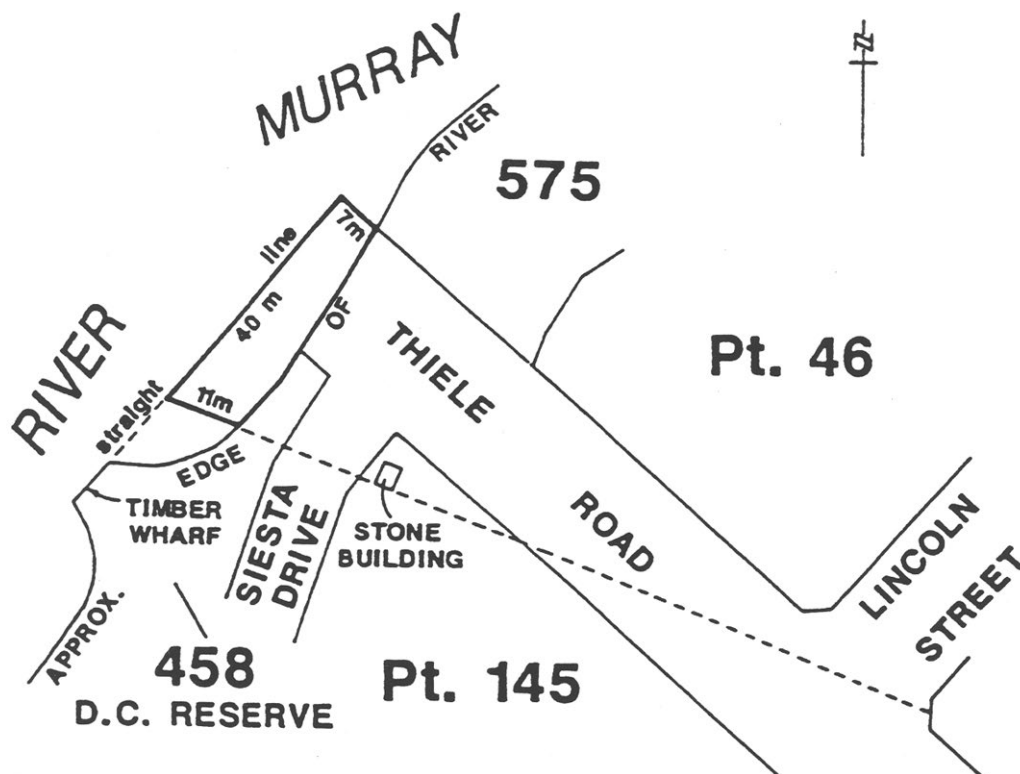 MURRAY
RIVER
N
RIVER
575
7m
line
40 m
OF
THIELE
Pt. 46
straight
11m
EDGE
TIMBER
WHARF
SIESTA
DRIVE
STONE
BUILDING
ROAD
LINCOLN
STREET
APPROX.
458
D.C. RESERVE
Pt. 145